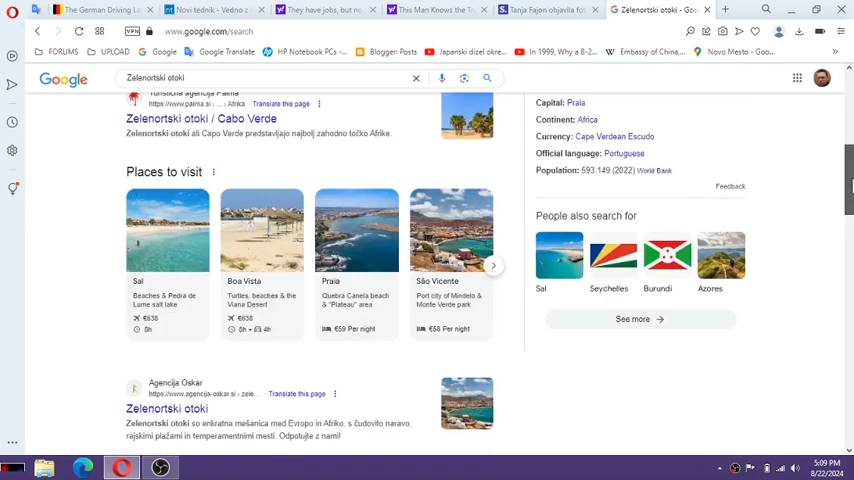 The German Driving La
Novi tednik - Vedno z n
They have jobs, but ne
This Man Knows the Tr
Tanja Fajon objavila fo
Zelenortski otoki - Goo
www.google.com/search
FORUMS
UPLOAD
Google Translate
HP Notebook PCs - ...
Blogger: Posts
Japanski dizel okre...
In 1999, Why a B-2...
Embassy of China,...
Novo Mesto - Goo...
Google
Zelenortski otoki
Turistična agencija Palma
https://www.palma.si › ... › Afrika
Translate this page
Zelenortski otoki / Cabo Verde
Zelenortski otoki ali Capo Verde predstavljajo najbolj zahodno točko Afrike.
Places to visit
Sal
Beaches & Pedra de
Lume salt lake
€638
8h
Boa Vista
Turtles, beaches & the
Viana Desert
€638
8h + 4h
Praia
Quebra Canela beach
& "Plateau" area
€59 Per night
São Vicente
Port city of Mindelo &
Monte Verde park
€58 Per night
Agencija Oskar
https://www.agencija-oskar.si › zele...
Translate this page
Zelenortski otoki
Zelenortski otoki so enkratna mešanica med Evropo in Afriko, s čudovito naravo,
rajskimi plažami in temperamentnimi mesti. Odpotujte z nami!
Capital: Praia
Continent: Africa
Currency: Cape Verdean Escudo
Official language: Portuguese
Population: 593,149 (2022) World Bank
Feedback
People also search for
Sal
Seychelles
Burundi
Azores
See more
5:09 PM
8/22/2024